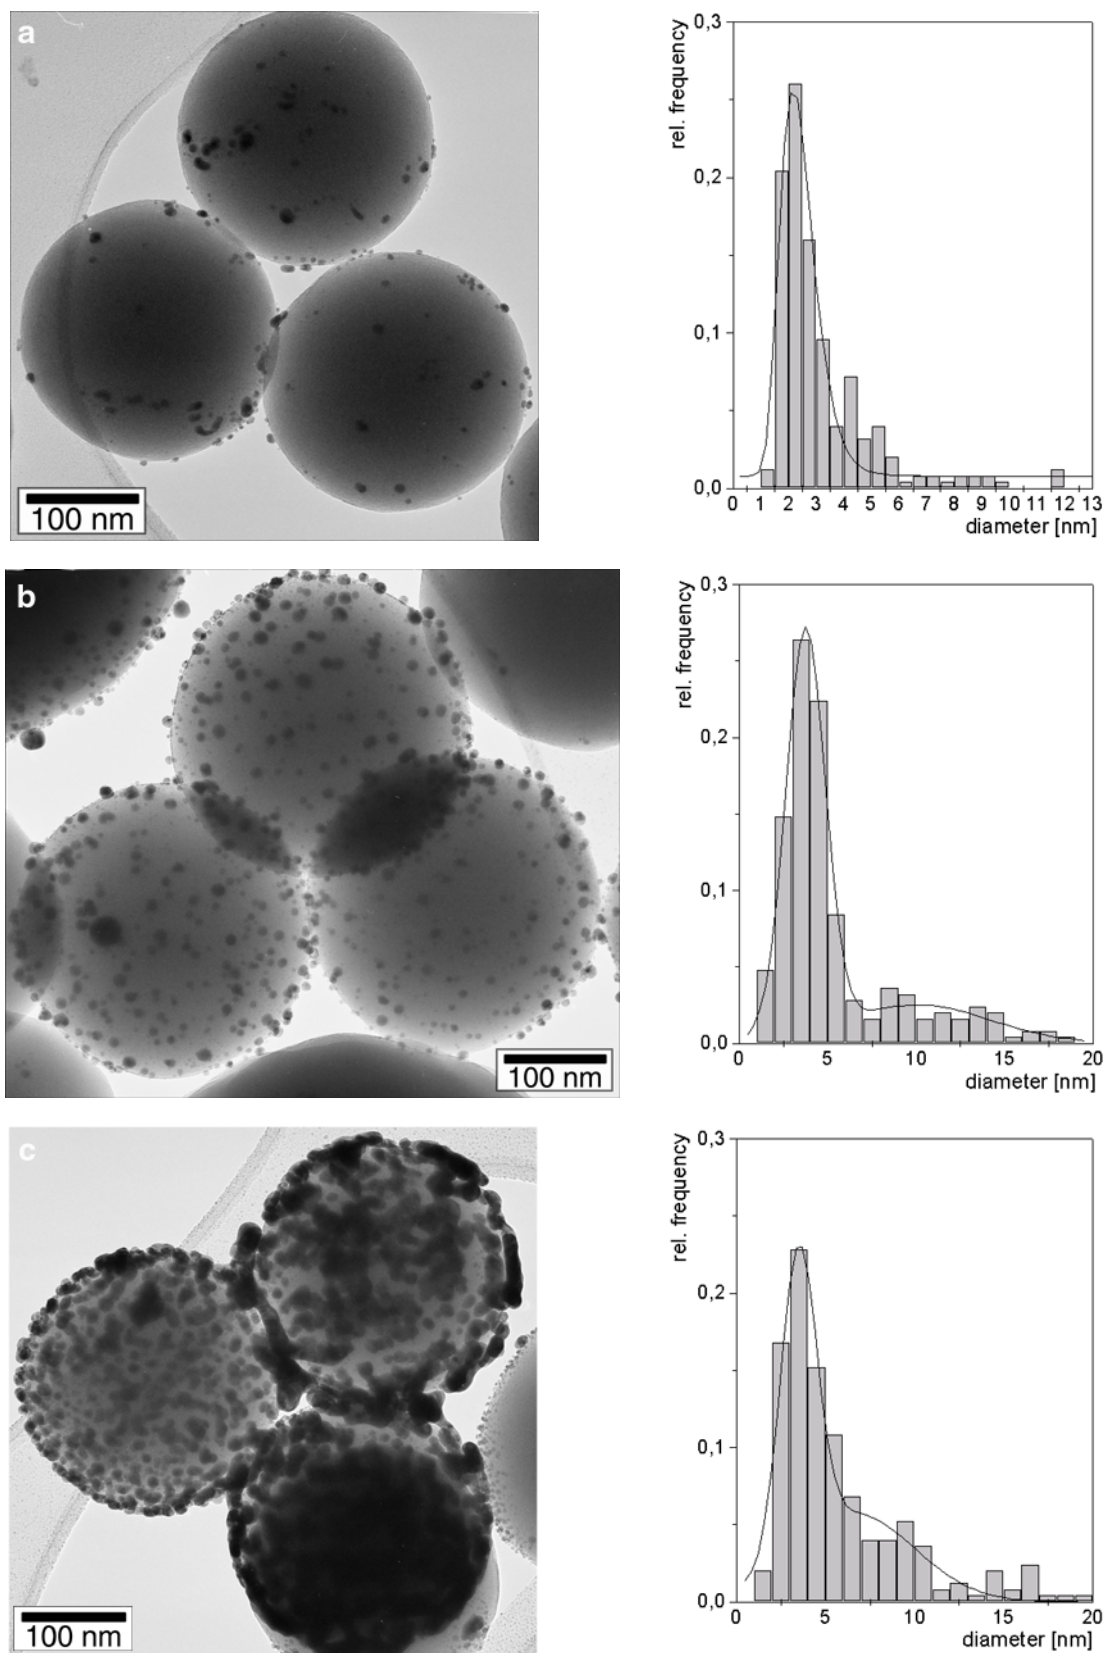 a
100 nm
rel. frequency
0,3
0,2
0,1
0,0
0 1 2 3 4 5 6 7 8 9 10 11 12 13
diameter [nm]
b
100 nm
rel. frequency
0,3
0,2
0,1
0,0
0 5 10 15 20
diameter [nm]
c
100 nm
rel. frequency
0,3
0,2
0,1
0,0
0 5 10 15 20
diameter [nm]